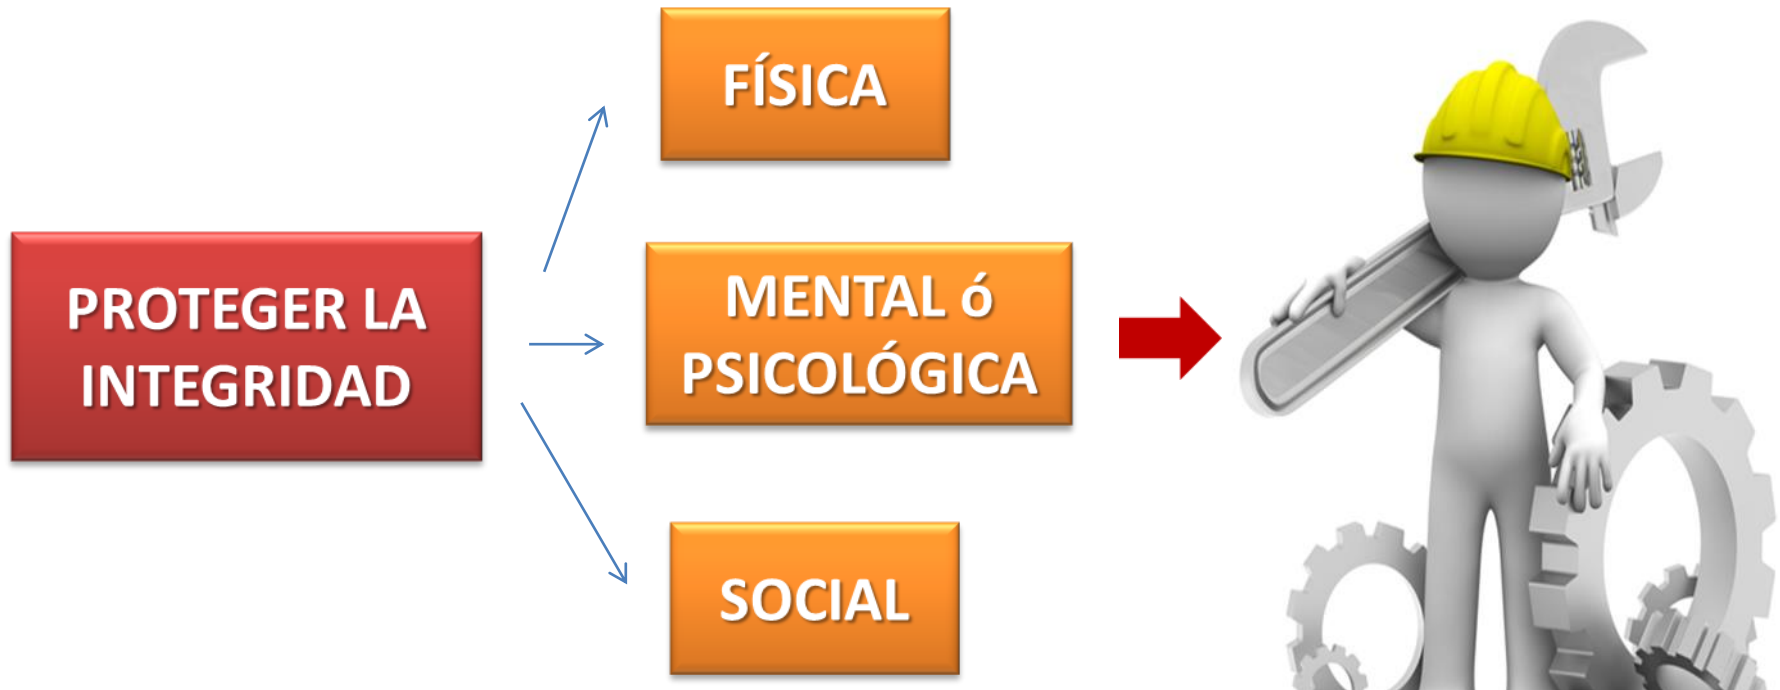 PROTEGER LA
INTEGRIDAD
FÍSICA
MENTAL ó
PSICOLÓGICA
SOCIAL